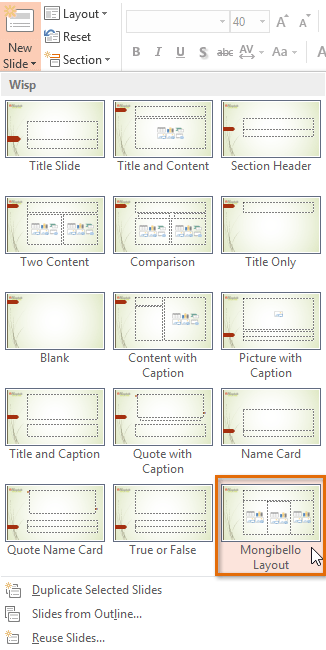 New
Slide
Layout
Reset
Section
40
A A
B I U S abc AV Aa A
Wisp
Title Slide
Title and Content
Section Header
Two Content
Comparison
Title Only
Blank
Content with
Caption
Picture with
Caption
Title and Caption
Quote with
Caption
Name Card
Quote Name Card
True or False
Mongibello
Layout
Duplicate Selected Slides
Slides from Outline...
Reuse Slides...